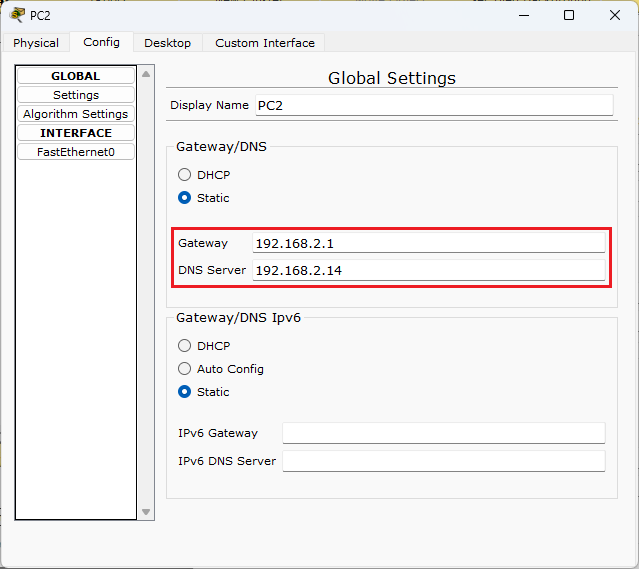 PC2
Physical Config Desktop Custom Interface
GLOBAL
Settings
Algorithm Settings
INTERFACE
FastEthernet0
Global Settings
Display Name PC2
Gateway/DNS
DHCP
Static
Gateway 192.168.2.1
DNS Server 192.168.2.14
Gateway/DNS Ipv6
DHCP
Auto Config
Static
IPv6 Gateway
IPv6 DNS Server